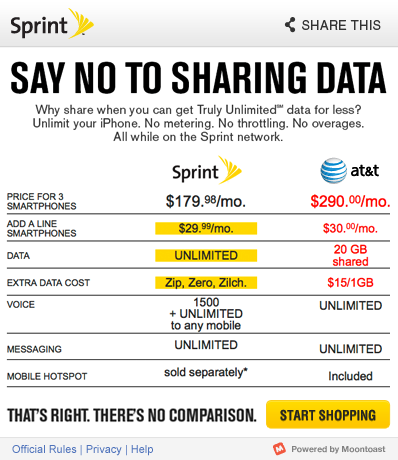 Sprint
SHARE THIS
SAY NO TO SHARING DATA
Why share when you can get Truly Unlimited℠ data for less?
Unlimit your iPhone. No metering. No throttling. No overages.
All while on the Sprint network.
Sprint at&t
PRICE FOR 3 SMARTPHONES $179.98/mo. $290.00/mo.
ADD A LINE SMARTPHONES $29.99/mo. $30.00/mo.
DATA UNLIMITED 20 GB shared
EXTRA DATA COST Zip, Zero, Zilch. $15/1GB
VOICE 1500 + UNLIMITED to any mobile UNLIMITED
MESSAGING UNLIMITED UNLIMITED
MOBILE HOTSPOT sold separately* Included
THAT'S RIGHT. THERE'S NO COMPARISON. START SHOPPING
Official Rules | Privacy | Help Powered by Moontoast